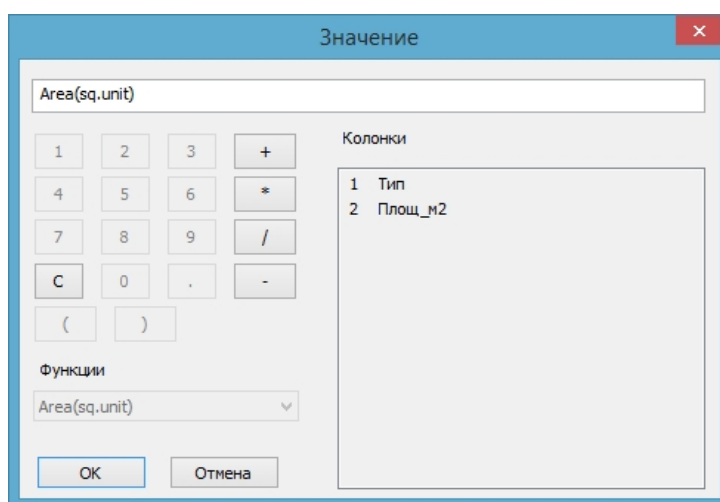 Значение
Area(sq.unit)
1 2 3 +
4 5 6 *
7 8 9 /
C 0 . -
( )
Функции
Area(sq.unit)
OK Отмена
Колонки
1 Тип
2 Площ_м2